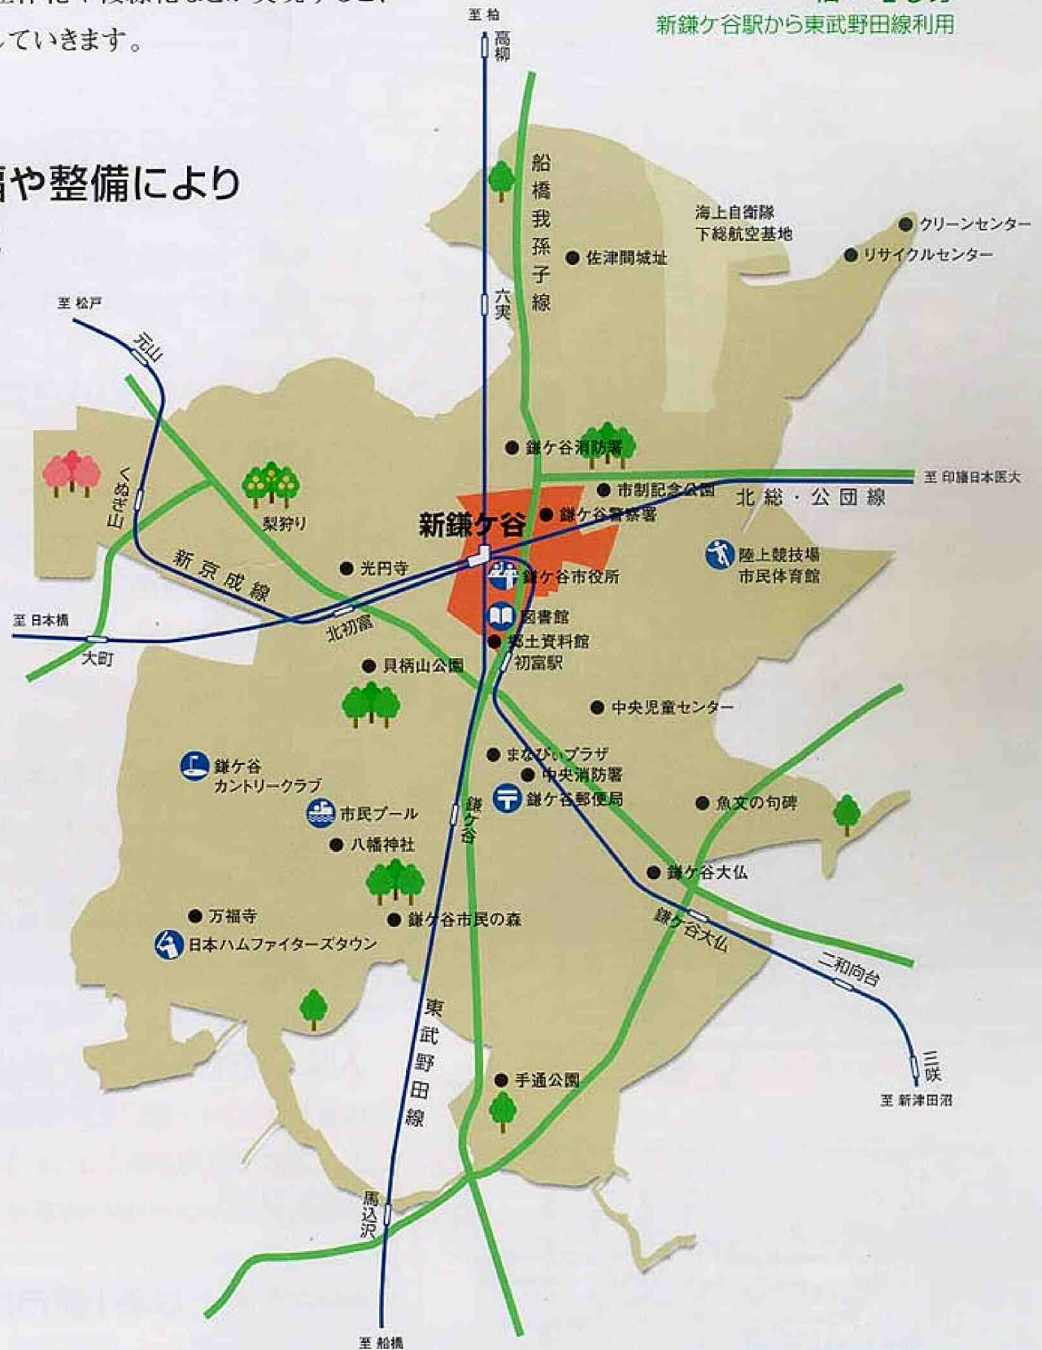 していきます。
や整備により
新鎌ケ谷駅から東武野田線利用
至 柏
高柳
船橋我孫子線
海上自衛隊
下総航空基地
クリーンセンター
リサイクルセンター
佐津間城址
六実
至 松戸
元山
くぬぎ山
梨狩り
鎌ケ谷消防署
市制記念公園
至 印旛日本医大
北総・公団線
新鎌ケ谷
鎌ケ谷警察署
陸上競技場
市民体育館
新京成線
光円寺
鎌ケ谷市役所
至 日本橋
大町
北初富
図書館
郷土資料館
初富駅
貝柄山公園
中央児童センター
まなびぃプラザ
中央消防署
鎌ケ谷郵便局
鎌ケ谷
カントリークラブ
市民プール
八幡神社
鎌ケ谷
魚文の句碑
鎌ケ谷大仏
鎌ケ谷大仏
万福寺
日本ハムファイターズタウン
鎌ケ谷市民の森
二和向台
三咲
至 新津田沼
東武野田線
手通公園
馬込沢
至 船橋